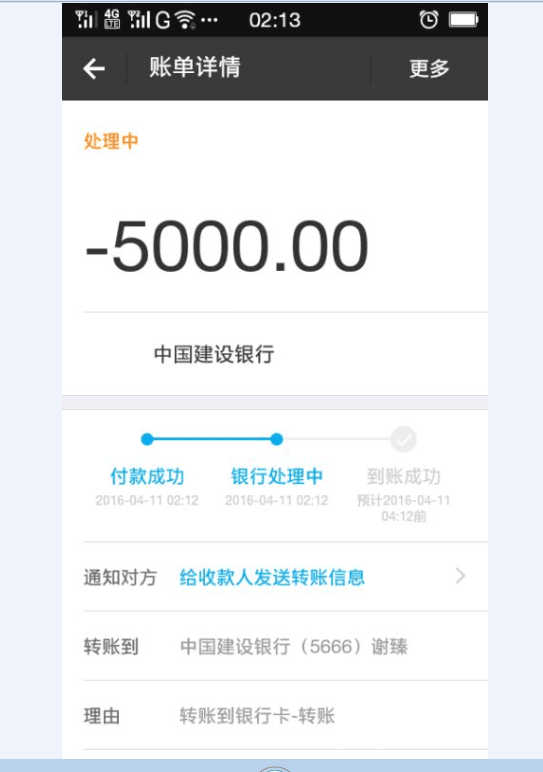 4G LTE G ... 02:13
账单详情 更多
处理中
-5000.00
中国建设银行
付款成功 银行处理中 到账成功
2016-04-11 02:12 2016-04-11 02:12 预计2016-04-11
04:12前
通知对方 给收款人发送转账信息
转账到 中国建设银行（5666）谢臻
理由 转账到银行卡-转账